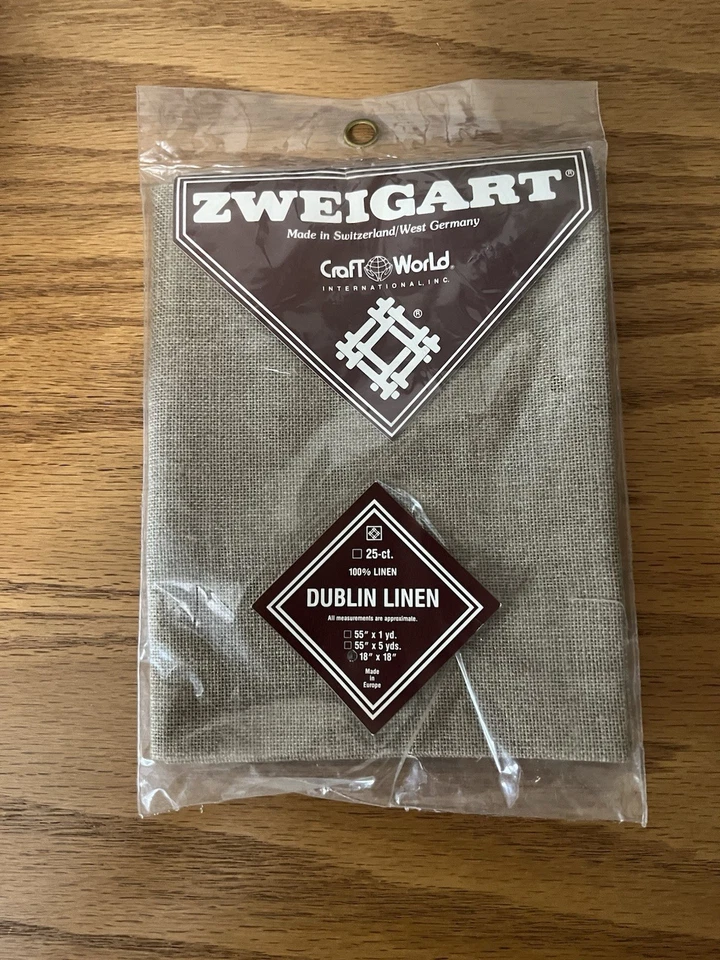 ZWEIGART®
Made in Switzerland/West Germany
CrafT World®
INTERNATIONAL, INC.
®
25-ct.
100% LINEN
DUBLIN LINEN
All measurements are approximate.
55" x 1 yd.
55" x 5 yds.
18" x 18"
Made
in
Europe